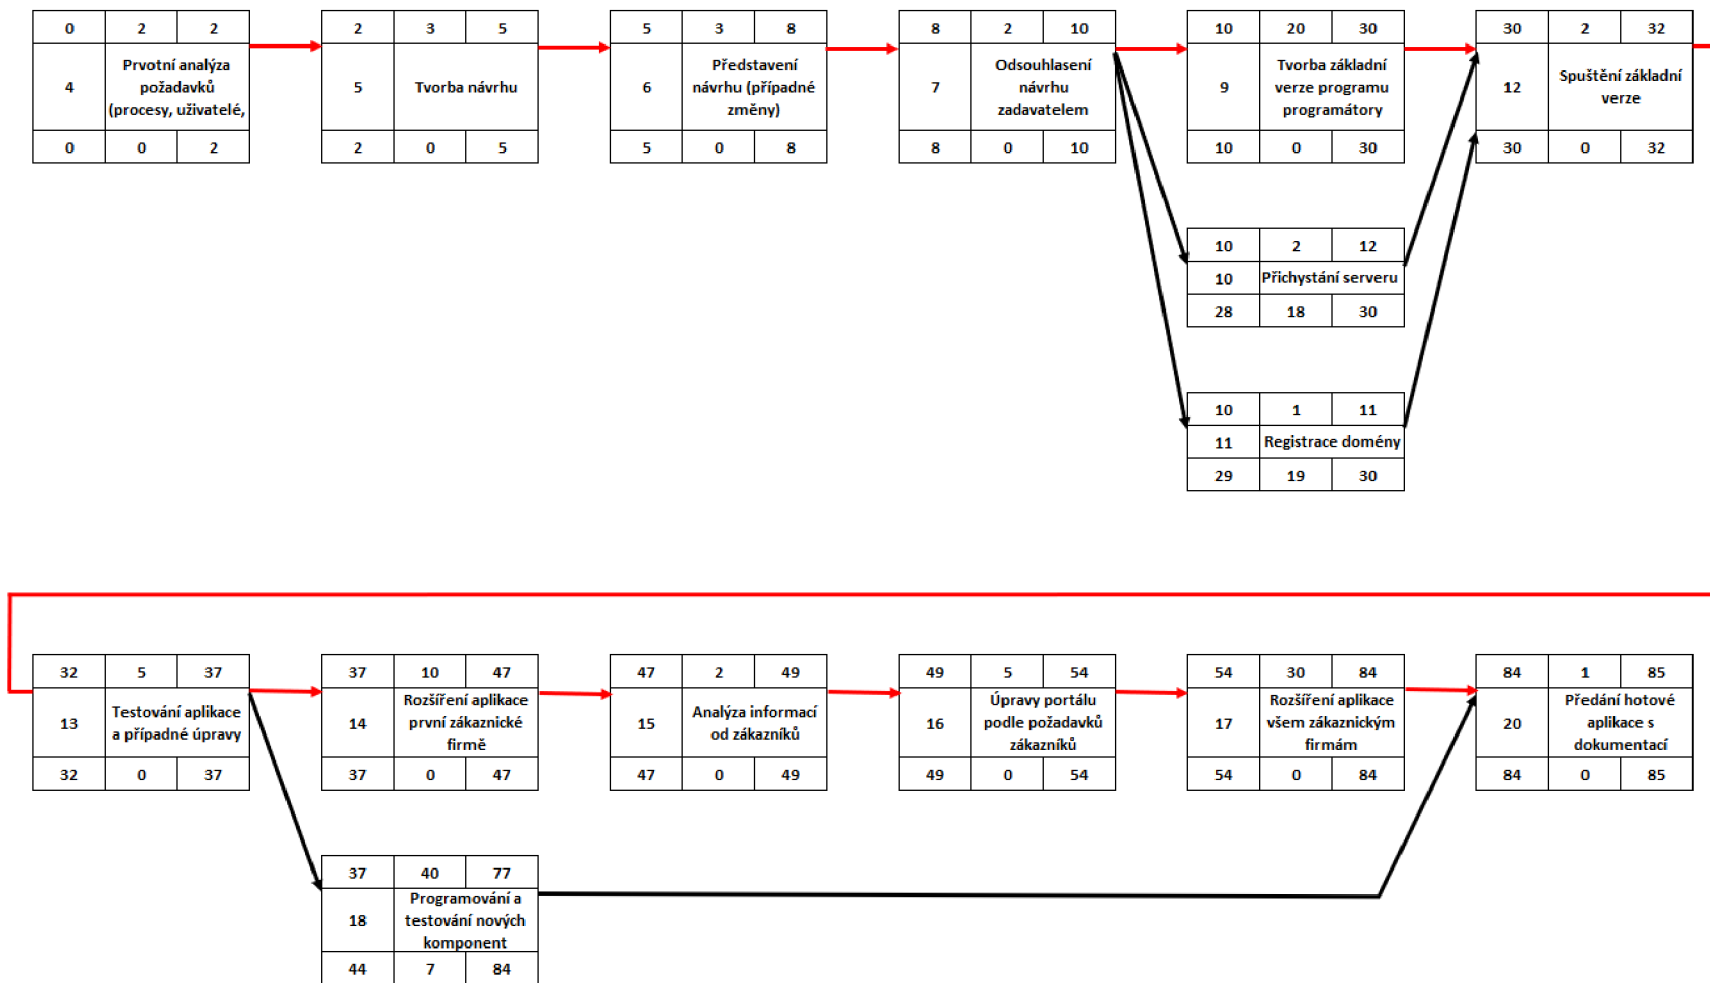 0 2 2
4 Prvotní analýza
požadavků
(procesy, uživatelé,
0 0 2
2 3 5
5 Tvorba návrhu
2 0 5
5 3 8
6 Představení
návrhu (případné
změny)
5 0 8
8 2 10
7 Odsouhlasení
návrhu
zadavatelem
8 0 10
10 20 30
9 Tvorba základní
verze programu
programátory
10 0 30
30 2 32
12 Spuštění základní
verze
30 0 32
10 2 12
10 Přichystání serveru
28 18 30
10 1 11
11 Registrace domény
29 19 30
32 5 37
13 Testování aplikace
a případné úpravy
32 0 37
37 10 47
14 Rozšíření aplikace
první zákaznické
firmě
37 0 47
47 2 49
15 Analýza informací
od zákazníků
47 0 49
49 5 54
16 Úpravy portálu
podle požadavků
zákazníků
49 0 54
54 30 84
17 Rozšíření aplikace
všem zákaznickým
firmám
54 0 84
84 1 85
20 Předání hotové
aplikace s
dokumentací
84 0 85
37 40 77
18 Programování a
testování nových
komponent
44 7 84